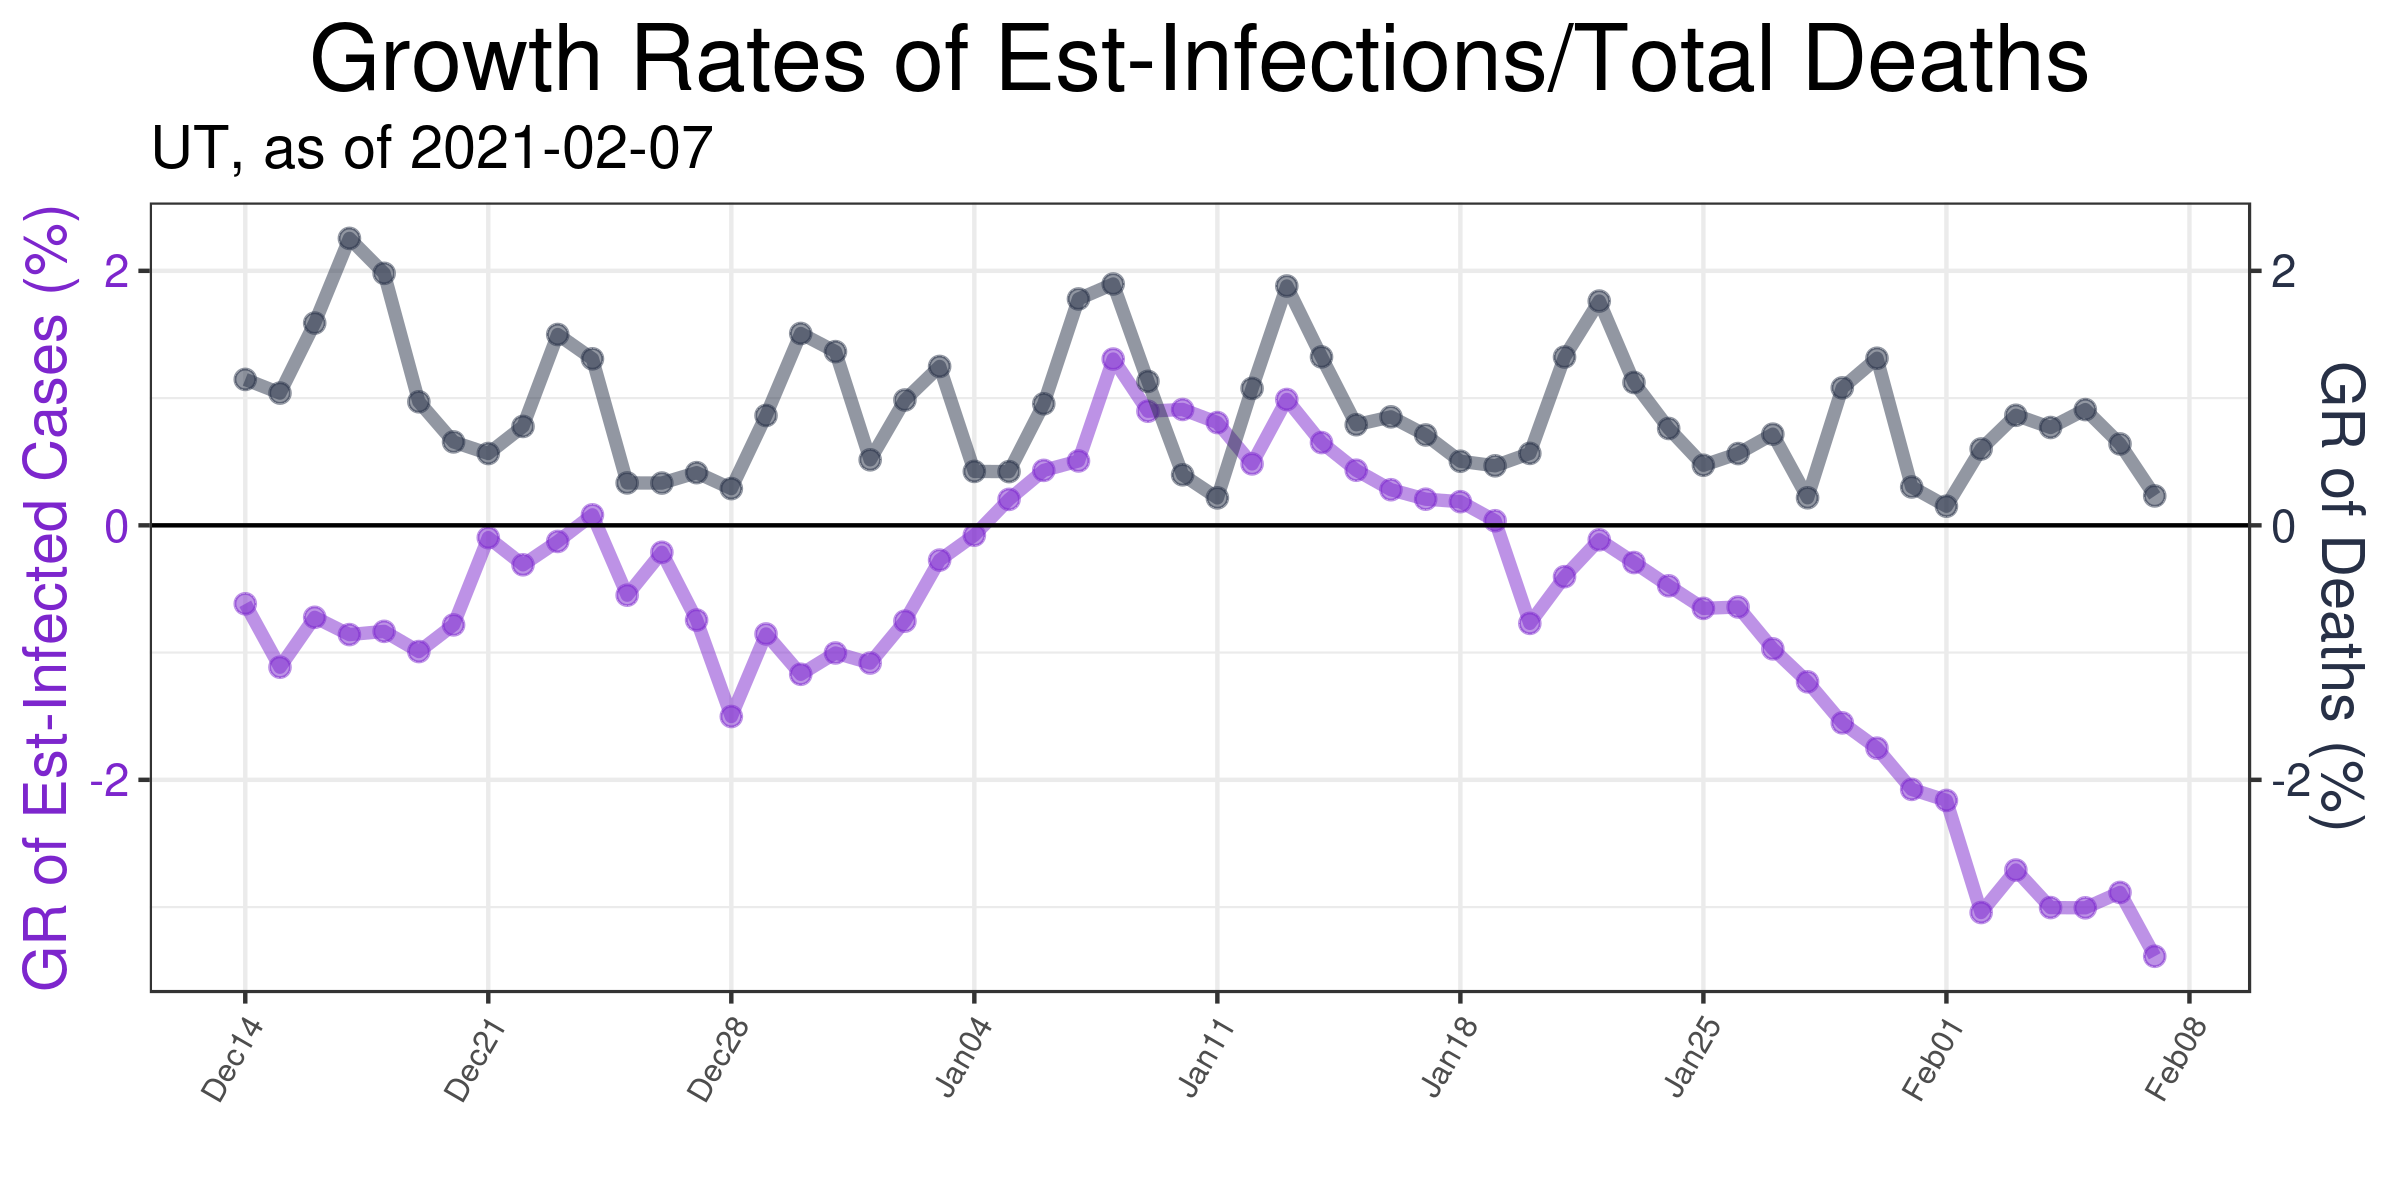 Growth Rates of Est-Infections/Total Deaths
UT, as of 2021-02-07
GR of Est-Infected Cases (%)
2
0
-2
2
0
-2
GR of Deaths (%)
Dec14
Dec21
Dec28
Jan04
Jan11
Jan18
Jan25
Feb01
Feb08